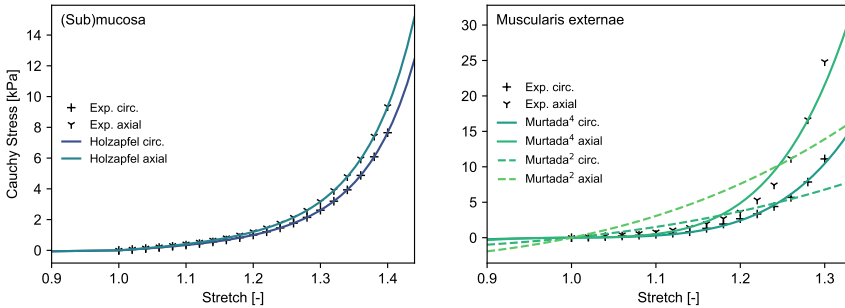 (Sub)mucosa
Cauchy Stress [kPa]
14
12
10
8
6
4
2
0
Exp. circ.
Exp. axial
Holzapfel circ.
Holzapfel axial
0.9 1.0 1.1 1.2 1.3 1.4
Stretch [-]
Muscularis externae
30
25
20
15
10
5
0
Exp. circ.
Exp. axial
Murtada⁴ circ.
Murtada⁴ axial
Murtada² circ.
Murtada² axial
0.9 1.0 1.1 1.2 1.3
Stretch [-]